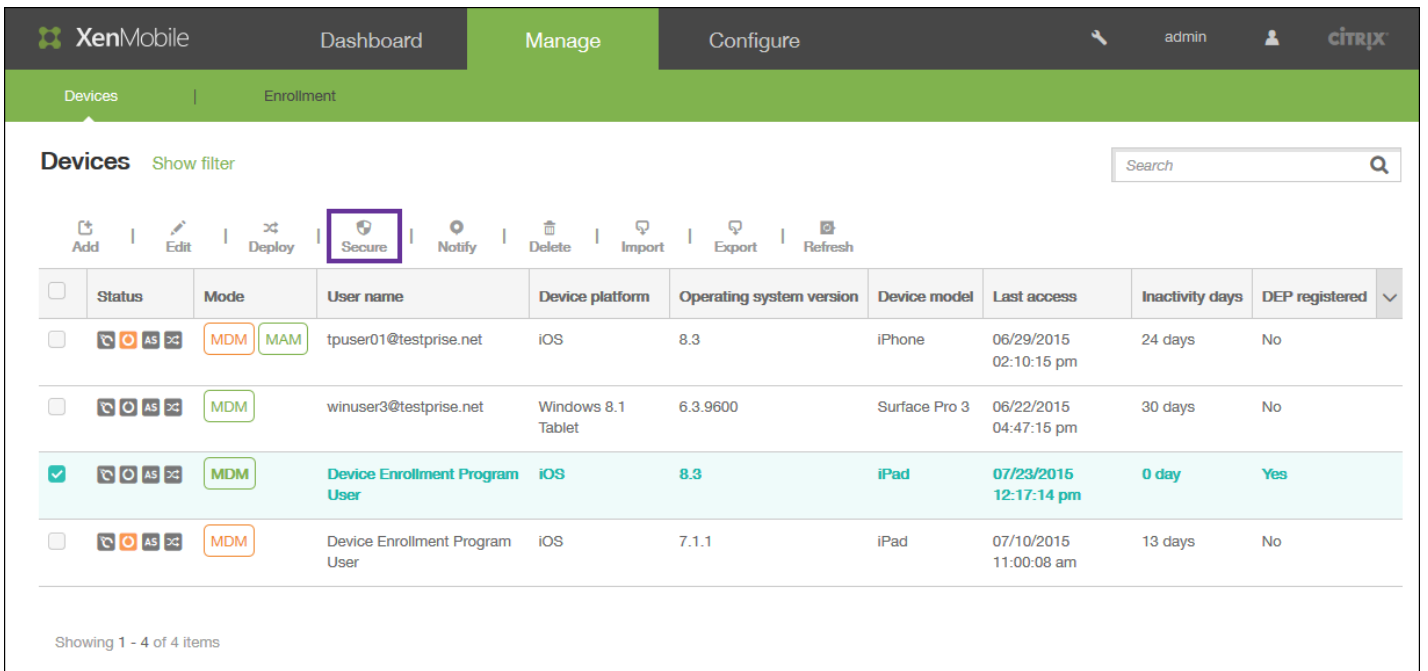 XenMobile Dashboard Manage Configure admin CİTRIX
Devices | Enrollment
Devices Show filter Search
Add | Edit | Deploy | Secure | Notify | Delete | Import | Export | Refresh
Status Mode User name Device platform Operating system version Device model Last access Inactivity days DEP registered
AS MDM MAM tpuser01@testprise.net iOS 8.3 iPhone 06/29/2015 24 days No
02:10:15 pm
AS MDM winuser3@testprise.net Windows 8.1 6.3.9600 Surface Pro 3 06/22/2015 30 days No
Tablet 04:47:15 pm
AS MDM Device Enrollment Program iOS 8.3 iPad 07/23/2015 0 day Yes
User 12:17:14 pm
AS MDM Device Enrollment Program iOS 7.1.1 iPad 07/10/2015 13 days No
User 11:00:08 am
Showing 1 - 4 of 4 items